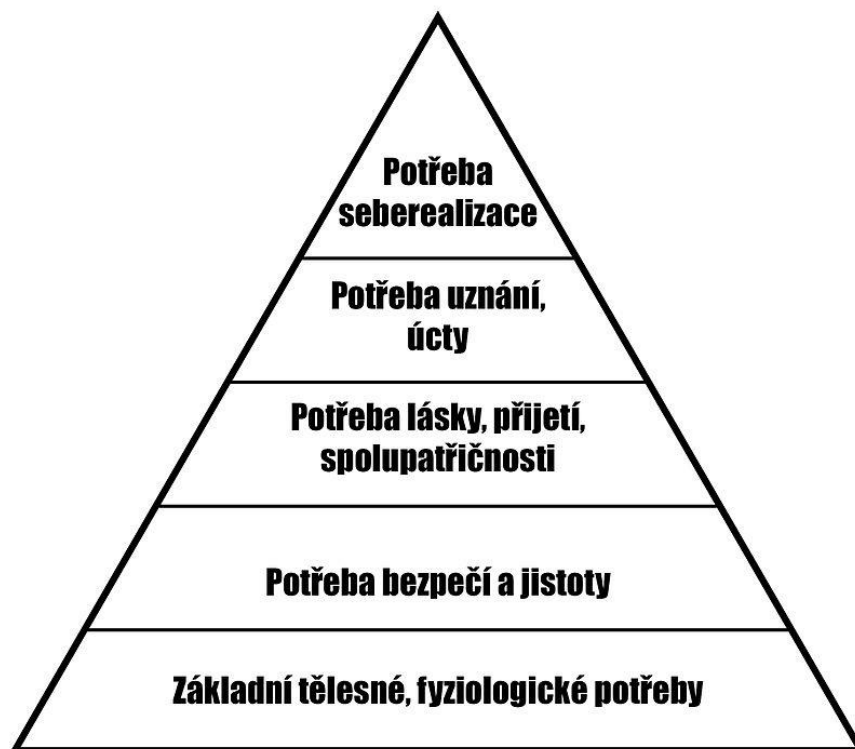 Potřeba
seberealizace
Potřeba uznání,
úcty
Potřeba lásky, přijetí,
spolupatřičnosti
Potřeba bezpečí a jistoty
Základní tělesné, fyziologické potřeby